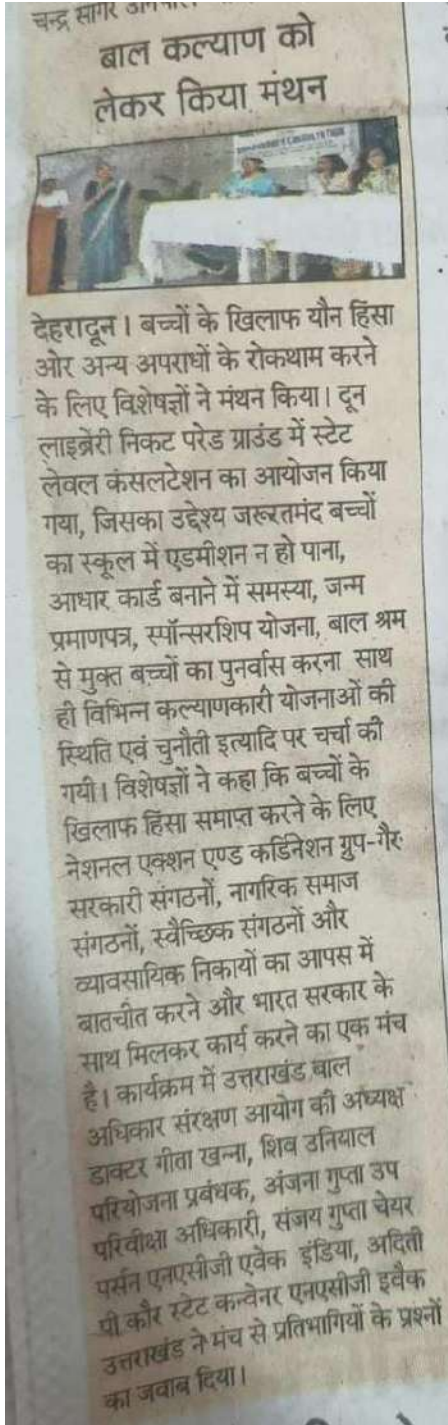 चन्द्र सागर
बाल कल्याण को
लेकर किया मंथन
देहरादून। बच्चों के खिलाफ यौन हिंसा
ओर अन्य अपराधों के रोकथाम करने
के लिए विशेषज्ञों ने मंथन किया। दून
लाइब्रेरी निकट परेड ग्राउंड में स्टेट
लेवल कंसलटेशन का आयोजन किया
गया, जिसका उद्देश्य जरूरतमंद बच्चों
का स्कूल में एडमीशन न हो पाना,
आधार कार्ड बनाने में समस्या, जन्म
प्रमाणपत्र, स्पॉन्सरशिप योजना, बाल श्रम
से मुक्त बच्चों का पुनर्वास करना साथ
ही विभिन्न कल्याणकारी योजनाओं की
स्थिति एवं चुनौती इत्यादि पर चर्चा की
गयी। विशेषज्ञों ने कहा कि बच्चों के
खिलाफ हिंसा समाप्त करने के लिए
नेशनल एक्शन एण्ड कर्डिनेशन ग्रुप-गैर
सरकारी संगठनों, नागरिक समाज
संगठनों, स्वैच्छिक संगठनों और
व्यावसायिक निकायों का आपस में
बातचीत करने और भारत सरकार के
साथ मिलकर कार्य करने का एक मंच
है। कार्यक्रम में उत्तराखंड बाल
अधिकार संरक्षण आयोग की अध्यक्ष
डाक्टर गीता खन्ना, शिव उनियाल
परियोजना प्रबंधक, अंजना गुप्ता उप
परिवीक्षा अधिकारी, संजय गुप्ता चेयर
पर्सन एनएसीजी एवेक इंडिया, अदिती
पी कौर स्टेट कन्वेनर एनएसीजी इवैक
उत्तराखंड ने मंच से प्रतिभागियों के प्रश्नों
का जवाब दिया।